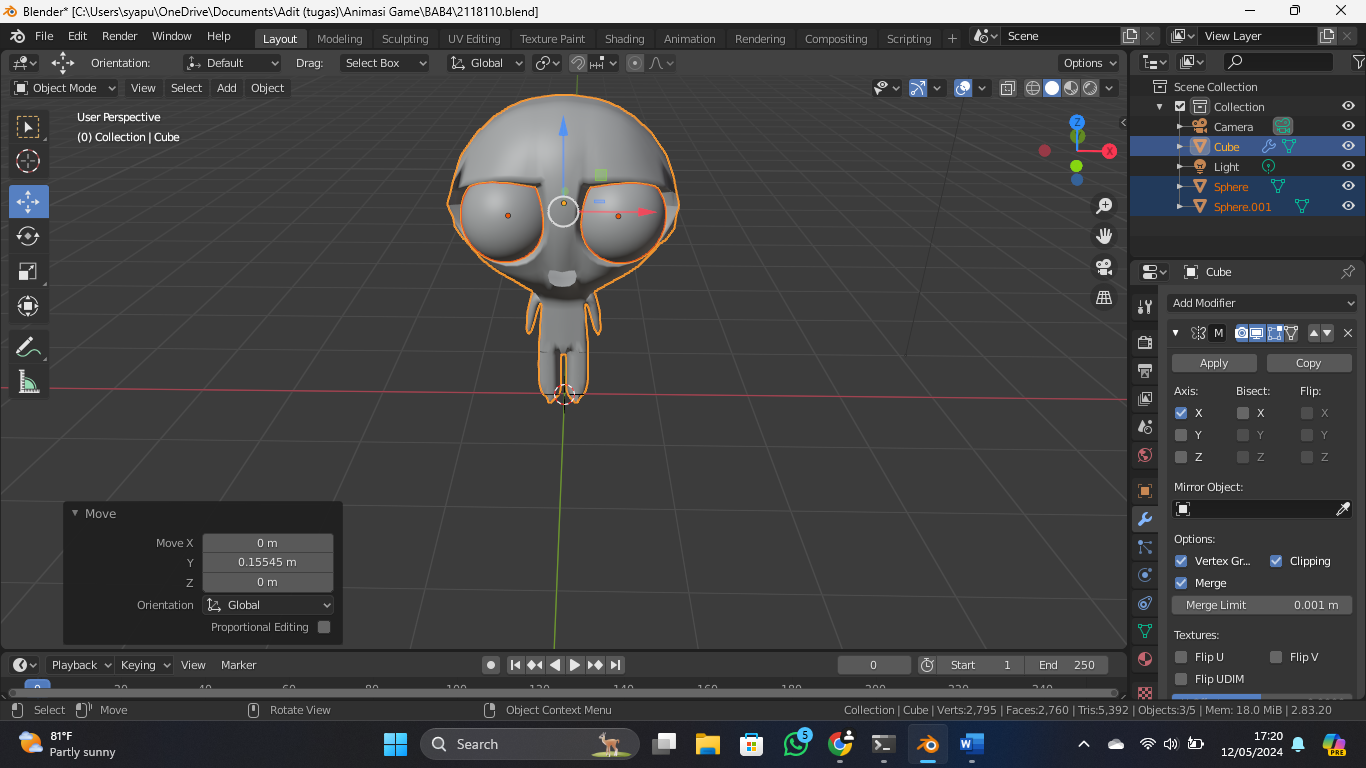 Blender* [C:\Users\syapu\OneDrive\Documents\Adit (tugas)\Animasi Game\BAB4\2118110.blend]
File Edit Render Window Help Layout Modeling Sculpting UV Editing Texture Paint Shading Animation Rendering Compositing Scripting + Scene View Layer
Orientation: Default Drag: Select Box Global Options
Object Mode View Select Add Object
User Perspective
(0) Collection | Cube
Z
X
Scene Collection
Collection
Camera
Cube
Light
Sphere
Sphere.001
Cube
Add Modifier
M
Apply Copy
Axis: Bisect: Flip:
X X X
Y Y Y
Z Z Z
Mirror Object:
Options:
Vertex Gr... Clipping
Merge
Merge Limit 0.001 m
Textures:
Flip U Flip V
Flip UDIM
Move
Move X 0 m
Y 0.15545 m
Z 0 m
Orientation Global
Proportional Editing
Playback Keying View Marker 0 Start 1 End 250
0 20 40 60 80 100 120 140 160 180 200 220 240
Select Move Rotate View Object Context Menu Collection | Cube | Verts:2,795 | Faces:2,760 | Tris:5,392 | Objects:3/5 | Mem: 18.0 MiB | 2.83.20
81°F
Partly sunny
Search
5
17:20
12/05/2024
PRE